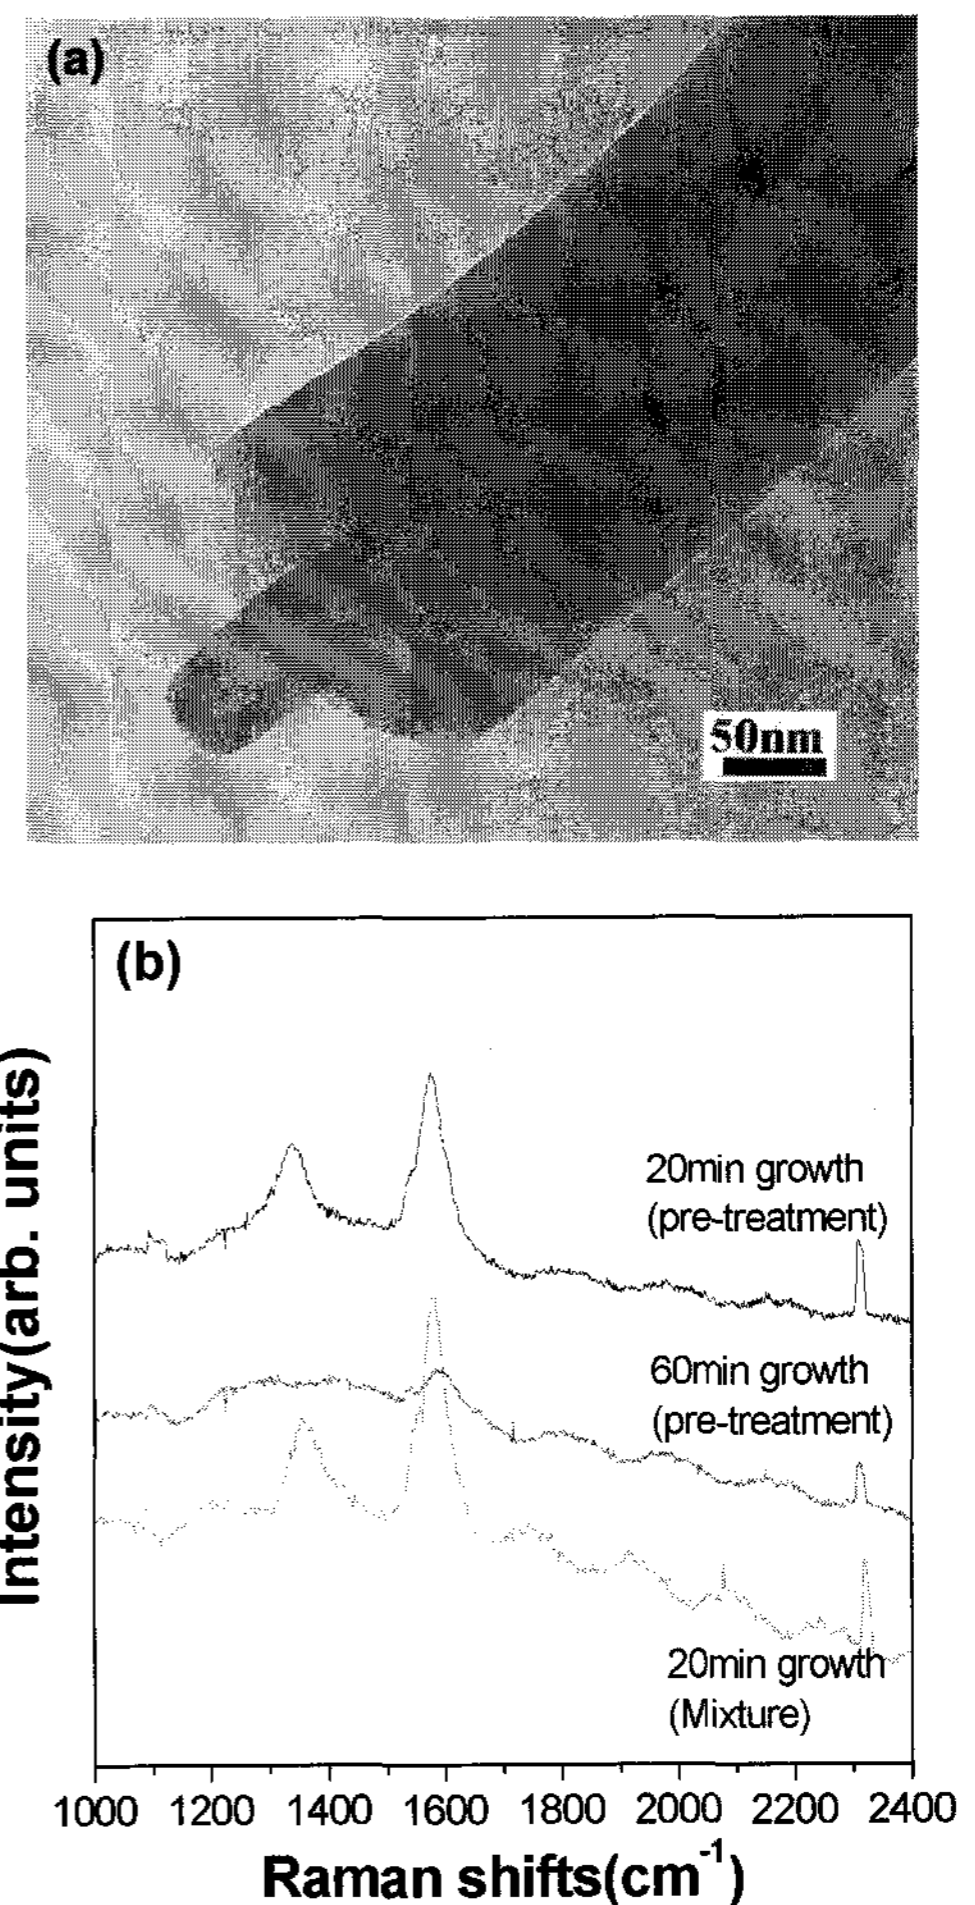 (a)
50nm
(b)
Intensity(arb. units)
20min growth
(pre-treatment)
60min growth
(pre-treatment)
20min growth
(Mixture)
1000 1200 1400 1600 1800 2000 2200 2400
Raman shifts(cm⁻¹)